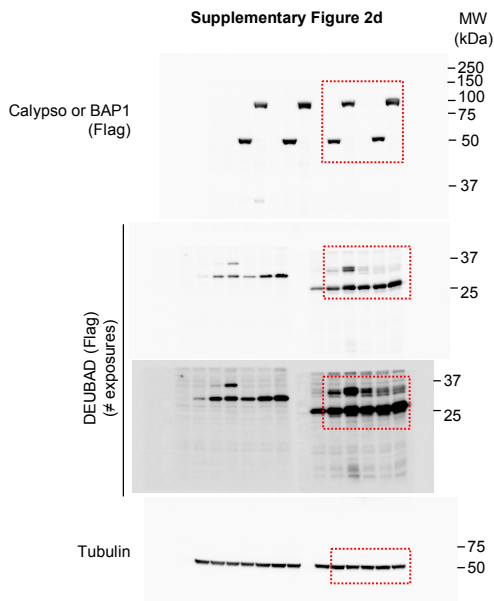 Supplementary Figure 2d
MW
(kDa)
Calypso or BAP1
(Flag)
–250
–150
–100
–75
–50
–37
DEUBAD (Flag)
(≠ exposures)
–37
–25
–37
–25
Tubulin
–75
–50